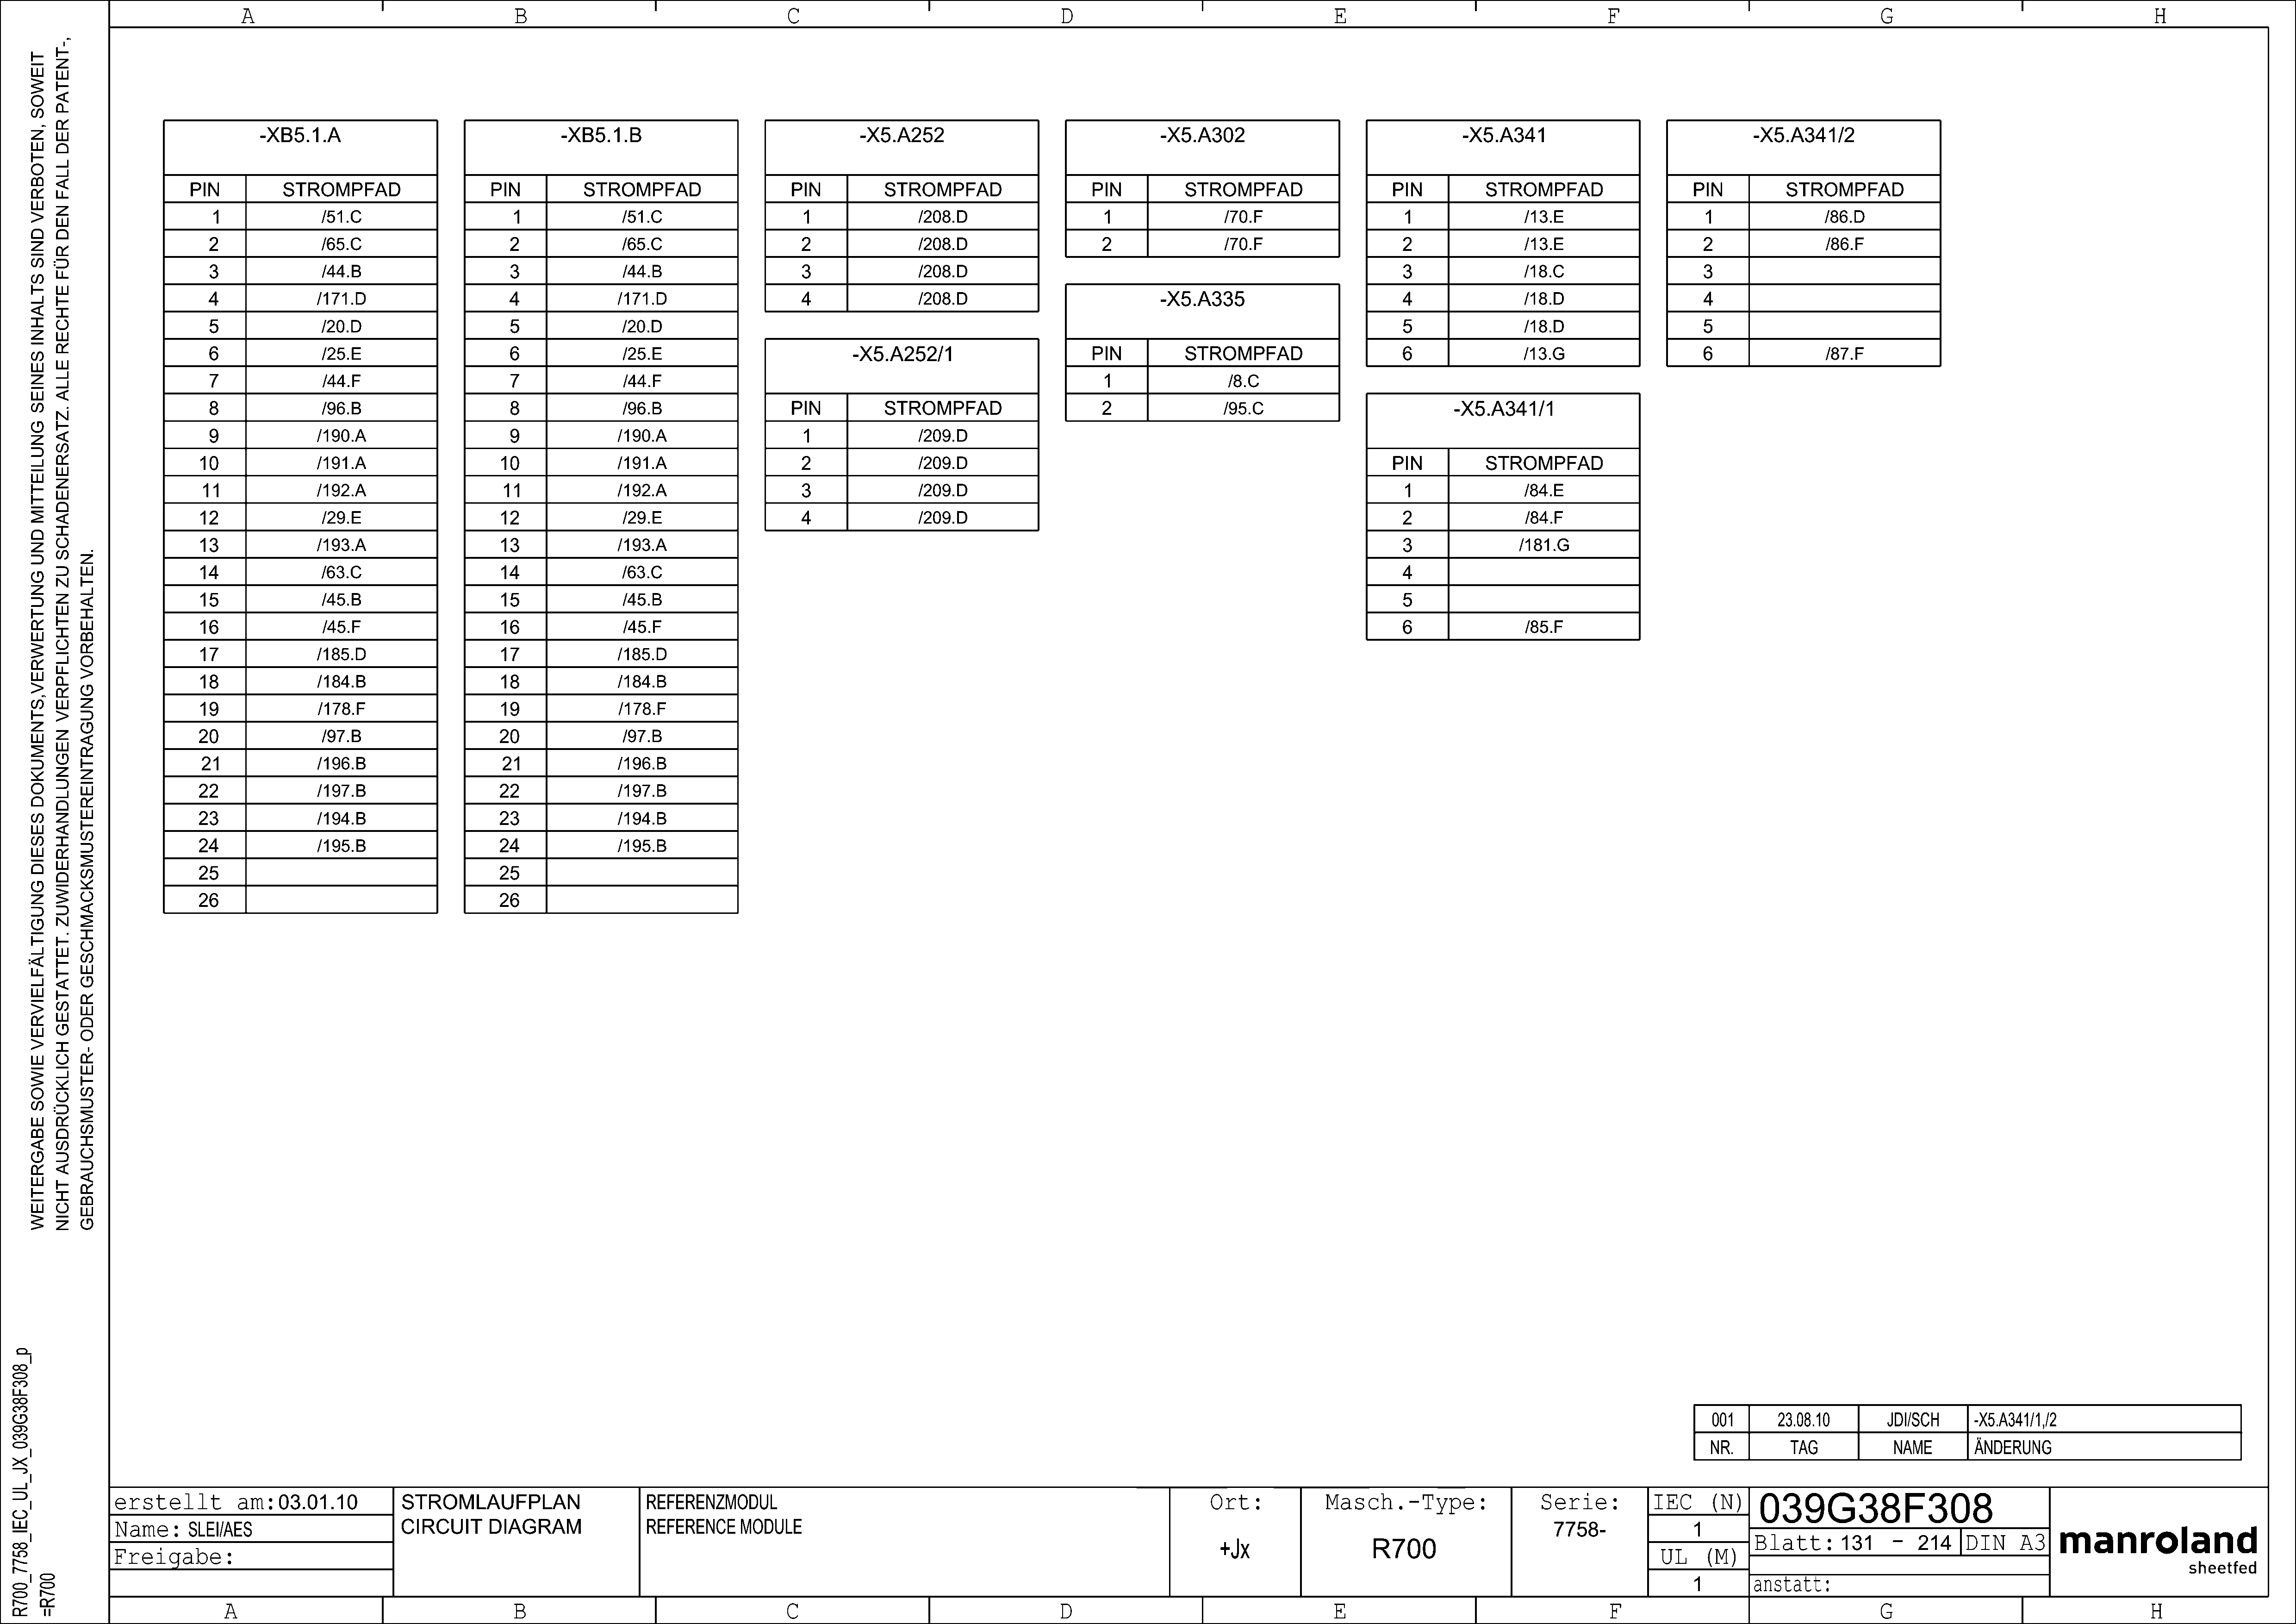 A B C D E F G H
-XB5.1.A
PIN STROMPFAD
1 /51.C
2 /65.C
3 /44.B
4 /171.D
5 /20.D
6 /25.E
7 /44.F
8 /96.B
9 /190.A
10 /191.A
11 /192.A
12 /29.E
13 /193.A
14 /63.C
15 /45.B
16 /45.F
17 /185.D
18 /184.B
19 /178.F
20 /97.B
21 /196.B
22 /197.B
23 /194.B
24 /195.B
25
26
-XB5.1.B
PIN STROMPFAD
1 /51.C
2 /65.C
3 /44.B
4 /171.D
5 /20.D
6 /25.E
7 /44.F
8 /96.B
9 /190.A
10 /191.A
11 /192.A
12 /29.E
13 /193.A
14 /63.C
15 /45.B
16 /45.F
17 /185.D
18 /184.B
19 /178.F
20 /97.B
21 /196.B
22 /197.B
23 /194.B
24 /195.B
25
26
-X5.A252
PIN STROMPFAD
1 /208.D
2 /208.D
3 /208.D
4 /208.D
-X5.A252/1
PIN STROMPFAD
1 /209.D
2 /209.D
3 /209.D
4 /209.D
-X5.A302
PIN STROMPFAD
1 /70.F
2 /70.F
-X5.A335
PIN STROMPFAD
1 /8.C
2 /95.C
-X5.A341
PIN STROMPFAD
1 /13.E
2 /13.E
3 /18.C
4 /18.D
5 /18.D
6 /13.G
-X5.A341/1
PIN STROMPFAD
1 /84.E
2 /84.F
3 /181.G
4
5
6 /85.F
-X5.A341/2
PIN STROMPFAD
1 /86.D
2 /86.F
3
4
5
6 /87.F
WEITERGABE SOWIE VERVIELFÄLTIGUNG DIESES DOKUMENTS,VERWERTUNG UND MITTEILUNG SEINES INHALTS SIND VERBOTEN, SOWEIT
NICHT AUSDRÜCKLICH GESTATTET. ZUWIDERHANDLUNGEN VERPFLICHTEN ZU SCHADENERSATZ. ALLE RECHTE FÜR DEN FALL DER PATENT-,
GEBRAUCHSMUSTER- ODER GESCHMACKSMUSTEREINTRAGUNG VORBEHALTEN.
R700_7758_IEC_UL_JX_039G38F308_p
=R700
001 23.08.10 JDI/SCH -X5.A341/1,/2
NR. TAG NAME ÄNDERUNG
erstellt am:03.01.10
Name: SLEI/AES
Freigabe:
STROMLAUFPLAN
CIRCUIT DIAGRAM
REFERENZMODUL
REFERENCE MODULE
Ort:
+Jx
Masch.-Type:
R700
Serie:
7758-
IEC (N)
1
UL (M)
1
039G38F308
Blatt: 131 - 214 DIN A3
anstatt:
manroland
sheetfed
A B C D E F G H